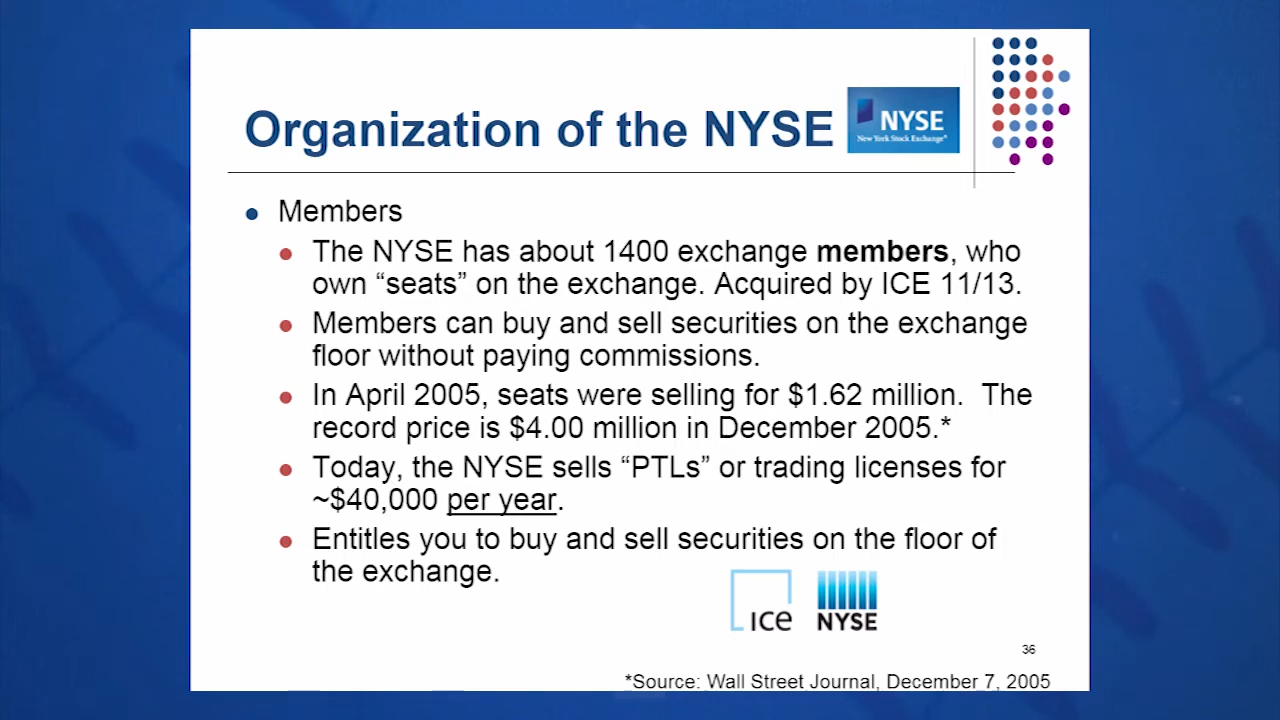 Organization of the NYSE
NYSE
New York Stock Exchange®
• Members
• The NYSE has about 1400 exchange members, who
own “seats” on the exchange. Acquired by ICE 11/13.
• Members can buy and sell securities on the exchange
floor without paying commissions.
• In April 2005, seats were selling for $1.62 million.  The
record price is $4.00 million in December 2005.*
• Today, the NYSE sells “PTLs” or trading licenses for
~$40,000 per year.
• Entitles you to buy and sell securities on the floor of
the exchange.
ice
NYSE
36
*Source: Wall Street Journal, December 7, 2005